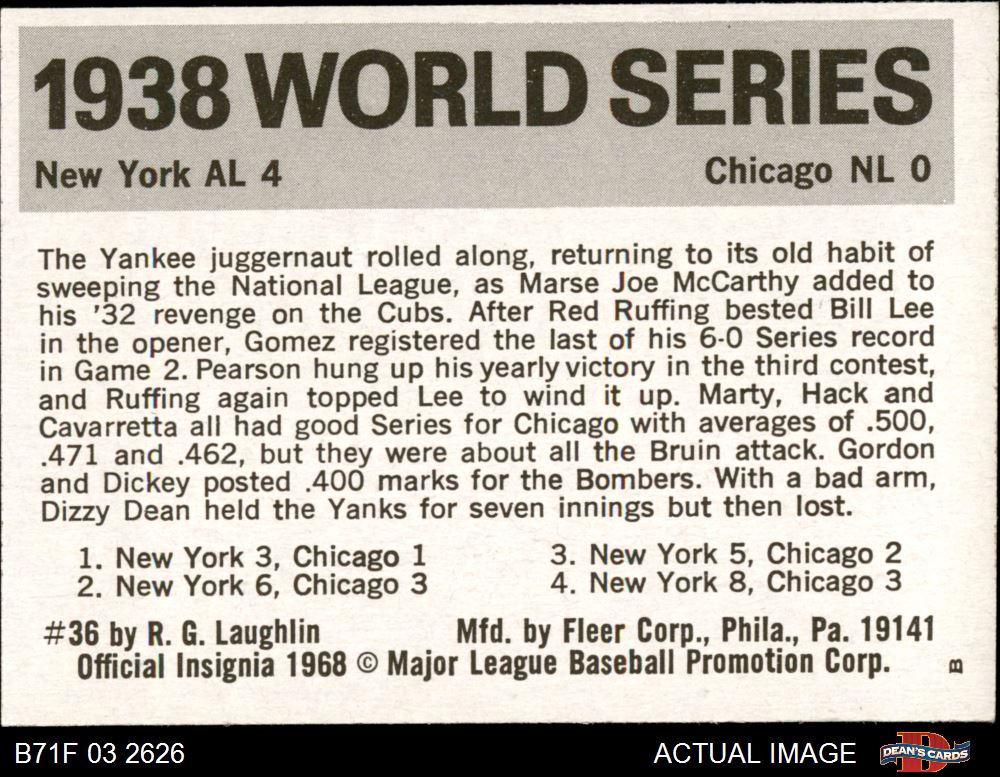 1938 WORLD SERIES
New York AL 4 Chicago NL 0
The Yankee juggernaut rolled along, returning to its old habit of
sweeping the National League, as Marse Joe McCarthy added to
his '32 revenge on the Cubs. After Red Ruffing bested Bill Lee
in the opener, Gomez registered the last of his 6-0 Series record
in Game 2. Pearson hung up his yearly victory in the third contest,
and Ruffing again topped Lee to wind it up. Marty, Hack and
Cavarretta all had good Series for Chicago with averages of .500,
.471 and .462, but they were about all the Bruin attack. Gordon
and Dickey posted .400 marks for the Bombers. With a bad arm,
Dizzy Dean held the Yanks for seven innings but then lost.
1. New York 3, Chicago 1 3. New York 5, Chicago 2
2. New York 6, Chicago 3 4. New York 8, Chicago 3
#36 by R. G. Laughlin Mfd. by Fleer Corp., Phila., Pa. 19141
Official Insignia 1968 © Major League Baseball Promotion Corp. B
B71F 03 2626 ACTUAL IMAGE D DEAN'S CARDS